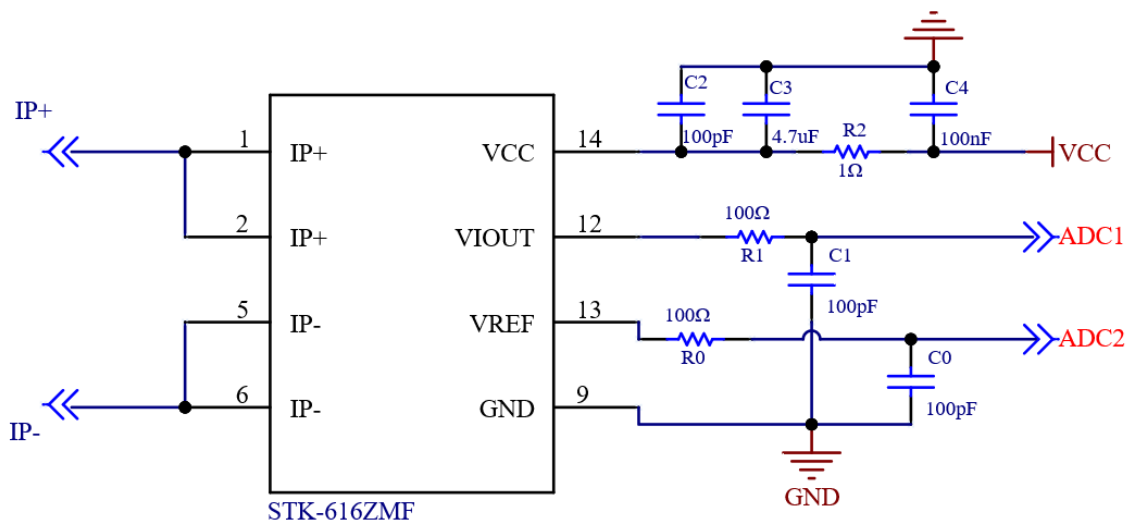 C2
C3
C4
IP+
1
IP+
VCC
14
100pF
4.7uF
R2
100nF
1Ω
VCC
2
IP+
VIOUT
12
100Ω
R1
ADC1
C1
100pF
5
IP-
VREF
13
100Ω
R0
ADC2
C0
100pF
6
IP-
GND
9
IP-
GND
STK-616ZMF